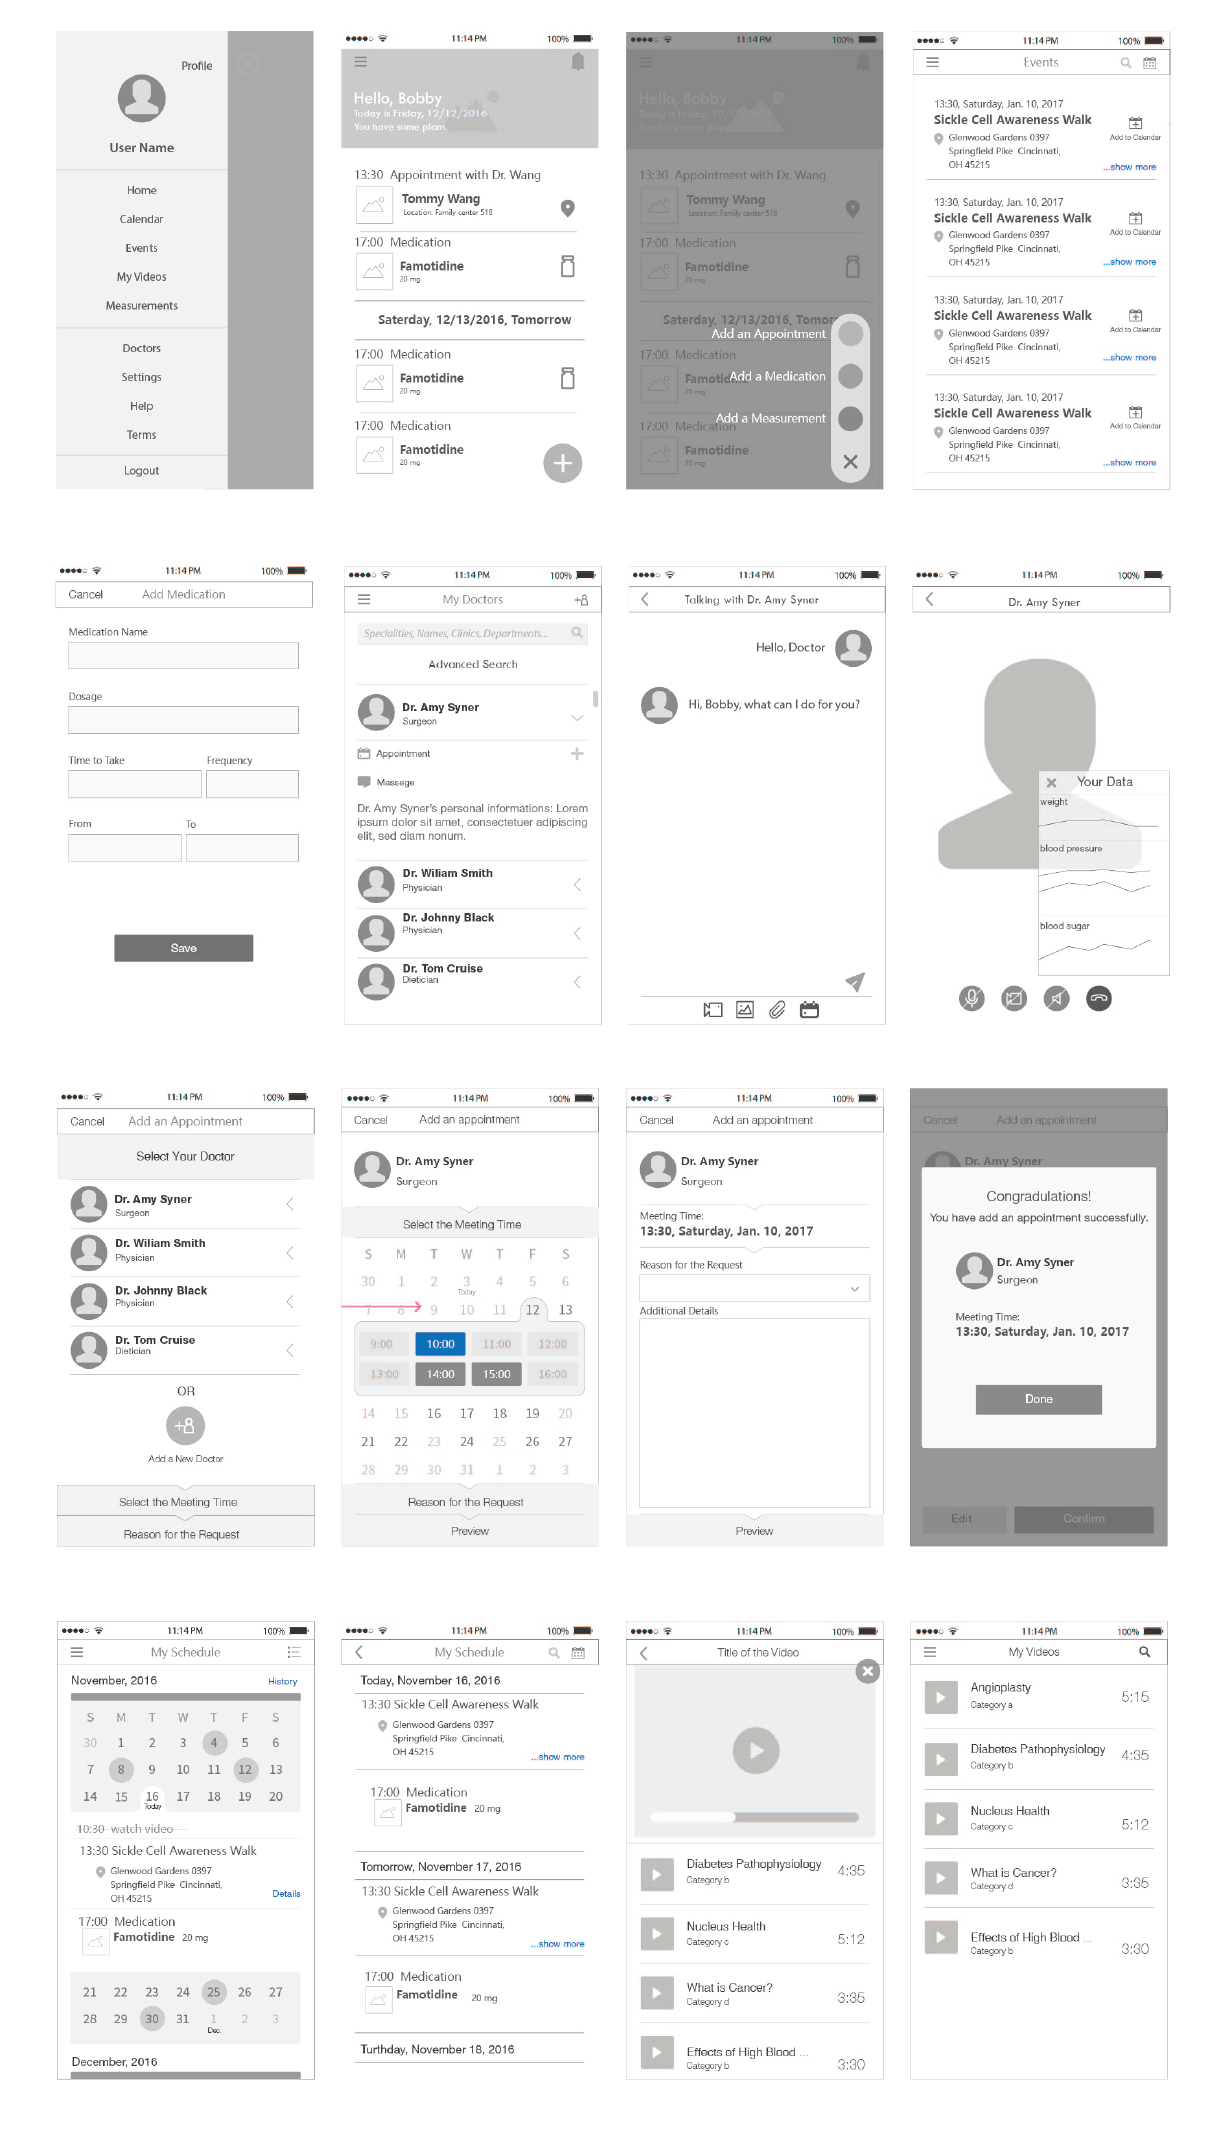 Profile
User Name
Home
Calendar
Events
My Videos
Measurements
Doctors
Settings
Help
Terms
Logout
11:14 PM 100%
Hello, Bobby
Today is Friday, 12/12/2016
You have some plam
13:30 Appointment with Dr. Wang
Tommy Wang
Location: Family center 518
17:00 Medication
Famotidine
20 mg
Saterday, 12/13/2016, Tomorrow
17:00 Medication
Famotidine
20 mg
17:00 Medication
Famotidine
20 mg
11:14 PM 100%
Hello, Bobby
Today is Friday, 12/12/2016
You have some plam
13:30 Appointment with Dr. Wang
Tommy Wang
Location: Family center 518
17:00 Medication
Famotidine
20 mg
Saterday, 12/13/2016, Tomorr
Add an Appointment
17:00 Medication
Famoti
20 mg
Add a Medication
Add a Measurement
17:00 Medication
Famotidine
20 mg
11:14 PM 100%
Events
13:30, Saturday, Jan. 10, 2017
Sickle Cell Awareness Walk
Glenwood Gardens 0397
Springfield Pike Cincinnati,
OH 45215
Add to Calendar
...show more
13:30, Saturday, Jan. 10, 2017
Sickle Cell Awareness Walk
Glenwood Gardens 0397
Springfield Pike Cincinnati,
OH 45215
Add to Calendar
...show more
13:30, Saturday, Jan. 10, 2017
Sickle Cell Awareness Walk
Glenwood Gardens 0397
Springfield Pike Cincinnati,
OH 45215
Add to Calendar
...show more
13:30, Saturday, Jan. 10, 2017
Sickle Cell Awareness Walk
Glenwood Gardens 0397
Springfield Pike Cincinnati,
OH 45215
Add to Calendar
...show more
11:14 PM 100%
Cancel Add Medication
Medication Name
Dosage
Time to Take Frequency
From To
Save
11:14 PM 100%
My Doctors
Specialities, Names, Clinics, Departments...
Advanced Search
Dr. Amy Syner
Surgeon
Appointment
Massege
Dr. Amy Syner's personal informations: Lorem
ipsum dolor sit amet, consectetuer adipiscing
elit, sed diam nonum.
Dr. Wiliam Smith
Physician
Dr. Johnny Black
Physician
Dr. Tom Cruise
Dietician
11:14 PM 100%
Talking with Dr. Amy Syner
Hello, Doctor
Hi, Bobby, what can I do for you?
11:14 PM 100%
Dr. Amy Syner
Your Data
weight
blood pressure
blood sugar
11:14 PM 100%
Cancel Add an Appointment
Select Your Doctor
Dr. Amy Syner
Surgeon
Dr. Wiliam Smith
Physician
Dr. Johnny Black
Physician
Dr. Tom Cruise
Dietician
OR
Add a New Doctor
Select the Meeting Time
Reason for the Request
11:14 PM 100%
Cancel Add an appointment
Dr. Amy Syner
Surgeon
Select the Meeting Time
S M T W T F S
30 1 2 3 4 5 6
Today
7 8 9 10 11 12 13
9:00 10:00 11:00 12:00
13:00 14:00 15:00 16:00
14 15 16 17 18 19 20
21 22 23 24 25 26 27
28 29 30 31 1 2 3
Reason for the Request
Preview
11:14 PM 100%
Cancel Add an appointment
Dr. Amy Syner
Surgeon
Meeting Time:
13:30, Saturday, Jan. 10, 2017
Reason for the Request
Additional Details
Preview
Cancel Add an appointment
Dr. Amy Syner
Congradulations!
You have add an appointment successfully.
Dr. Amy Syner
Surgeon
Meeting Time:
13:30, Saturday, Jan. 10, 2017
Done
Edit Confirm
11:14 PM 100%
My Schedule
November, 2016 History
S M T W T F S
30 1 2 3 4 5 6
7 8 9 10 11 12 13
14 15 16 17 18 19 20
Today
10:30 watch video
13:30 Sickle Cell Awareness Walk
Glenwood Gardens 0397
Springfield Pike Cincinnati,
OH 45215
Details
17:00 Medication
Famotidine 20 mg
21 22 23 24 25 26 27
28 29 30 31 1 2 3
Dec.
December, 2016
11:14 PM 100%
My Schedule
Today, November 16, 2016
13:30 Sickle Cell Awareness Walk
Glenwood Gardens 0397
Springfield Pike Cincinnati,
OH 45215
...show more
17:00 Medication
Famotidine 20 mg
Tomorrow, November 17, 2016
13:30 Sickle Cell Awareness Walk
Glenwood Gardens 0397
Springfield Pike Cincinnati,
OH 45215
...show more
17:00 Medication
Famotidine 20 mg
Turthday, November 18, 2016
11:14 PM 100%
Title of the Video
Diabetes Pathophysiology
Category b
4:35
Nucleus Health
Category c
5:12
What is Cancer?
Category d
3:35
Effects of High Blood ...
Category b
3:30
11:14 PM 100%
My Videos
Angioplasty
Category a
5:15
Diabetes Pathophysiology
Category b
4:35
Nucleus Health
Category c
5:12
What is Cancer?
Category d
3:35
Effects of High Blood ...
Category b
3:30